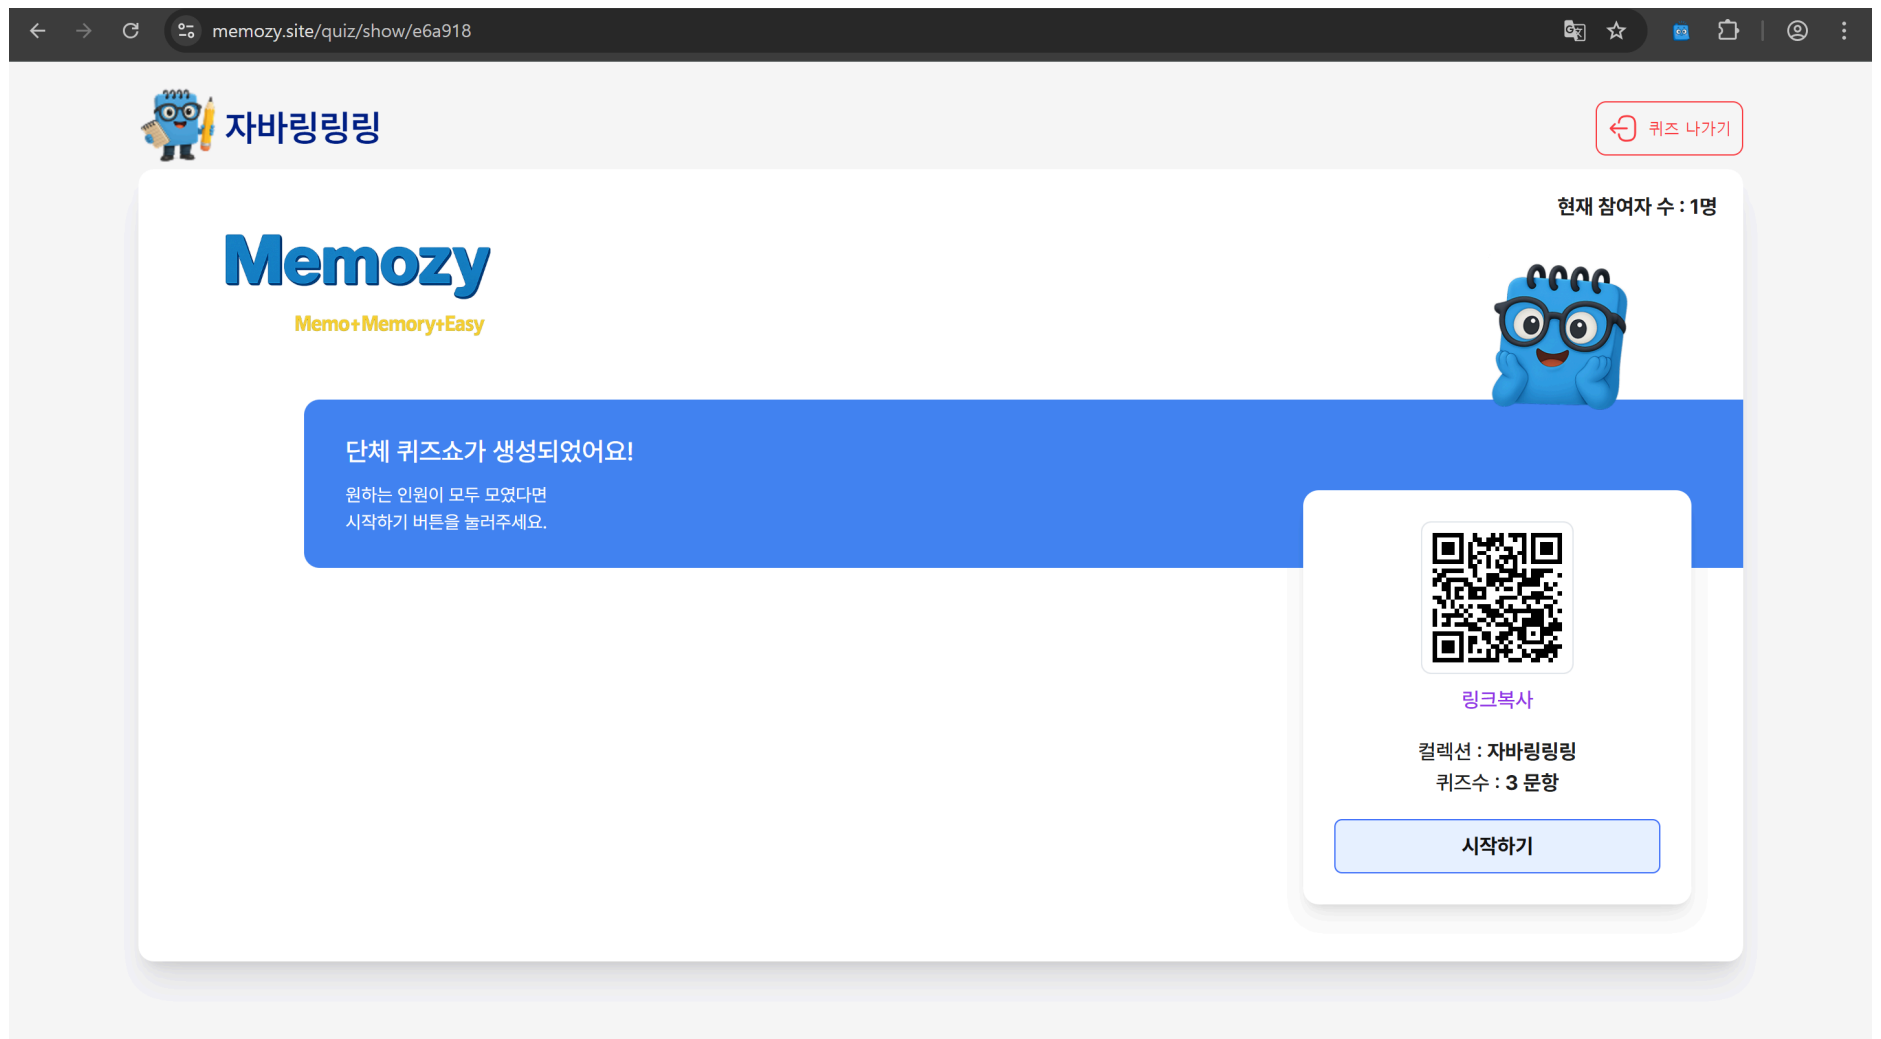 memozy.site/quiz/show/e6a918
자바링링링
퀴즈 나가기
현재 참여자 수 : 1명
Memozy
Memo+Memory+Easy
단체 퀴즈쇼가 생성되었어요!
원하는 인원이 모두 모였다면
시작하기 버튼을 눌러주세요.
링크복사
컬렉션 : 자바링링링
퀴즈수 : 3 문항
시작하기